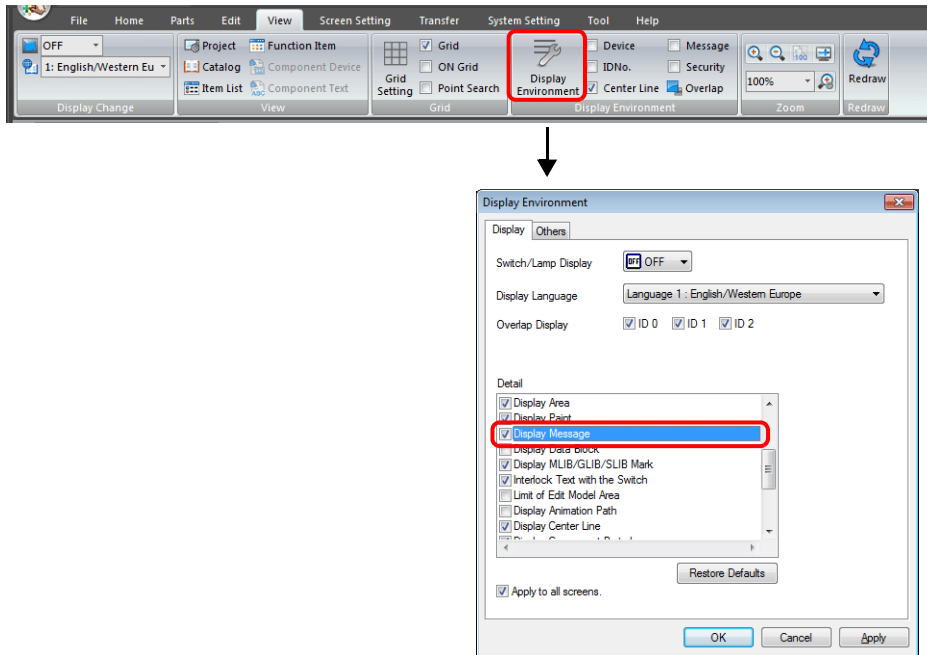 File Home Parts Edit View Screen Setting Transfer System Setting Tool Help
OFF Project Function Item Grid Device Message
1: English/Western Eu Catalog Component Device ON Grid IDNo. Security 100
Item List Component Text Grid Setting Point Search Display Environment Center Line Overlap 100% Redraw
Display Change View Grid Display Environment Zoom Redraw
Display Environment
Display Others
Switch/Lamp Display OFF OFF
Display Language Language 1 : English/Western Europe
Overlap Display ID 0 ID 1 ID 2
Detail
Display Area
Display Paint
Display Message
Display Data Block
Display MLIB/GLIB/SLIB Mark
Interlock Text with the Switch
Limit of Edit Model Area
Display Animation Path
Display Center Line
Restore Defaults
Apply to all screens.
OK Cancel Apply